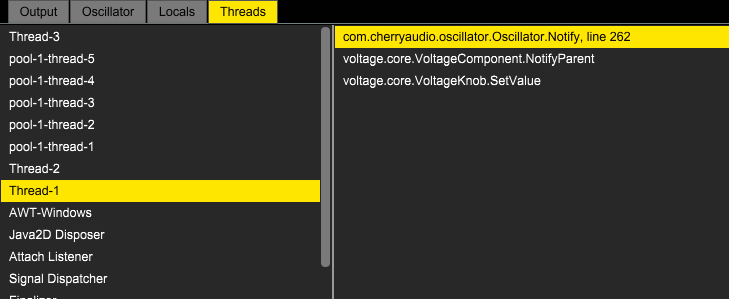 Output Oscillator Locals Threads
Thread-3
pool-1-thread-5
pool-1-thread-4
pool-1-thread-3
pool-1-thread-2
pool-1-thread-1
Thread-2
Thread-1
AWT-Windows
Java2D Disposer
Attach Listener
Signal Dispatcher
com.cherryaudio.oscillator.Oscillator.Notify, line 262
voltage.core.VoltageComponent.NotifyParent
voltage.core.VoltageKnob.SetValue